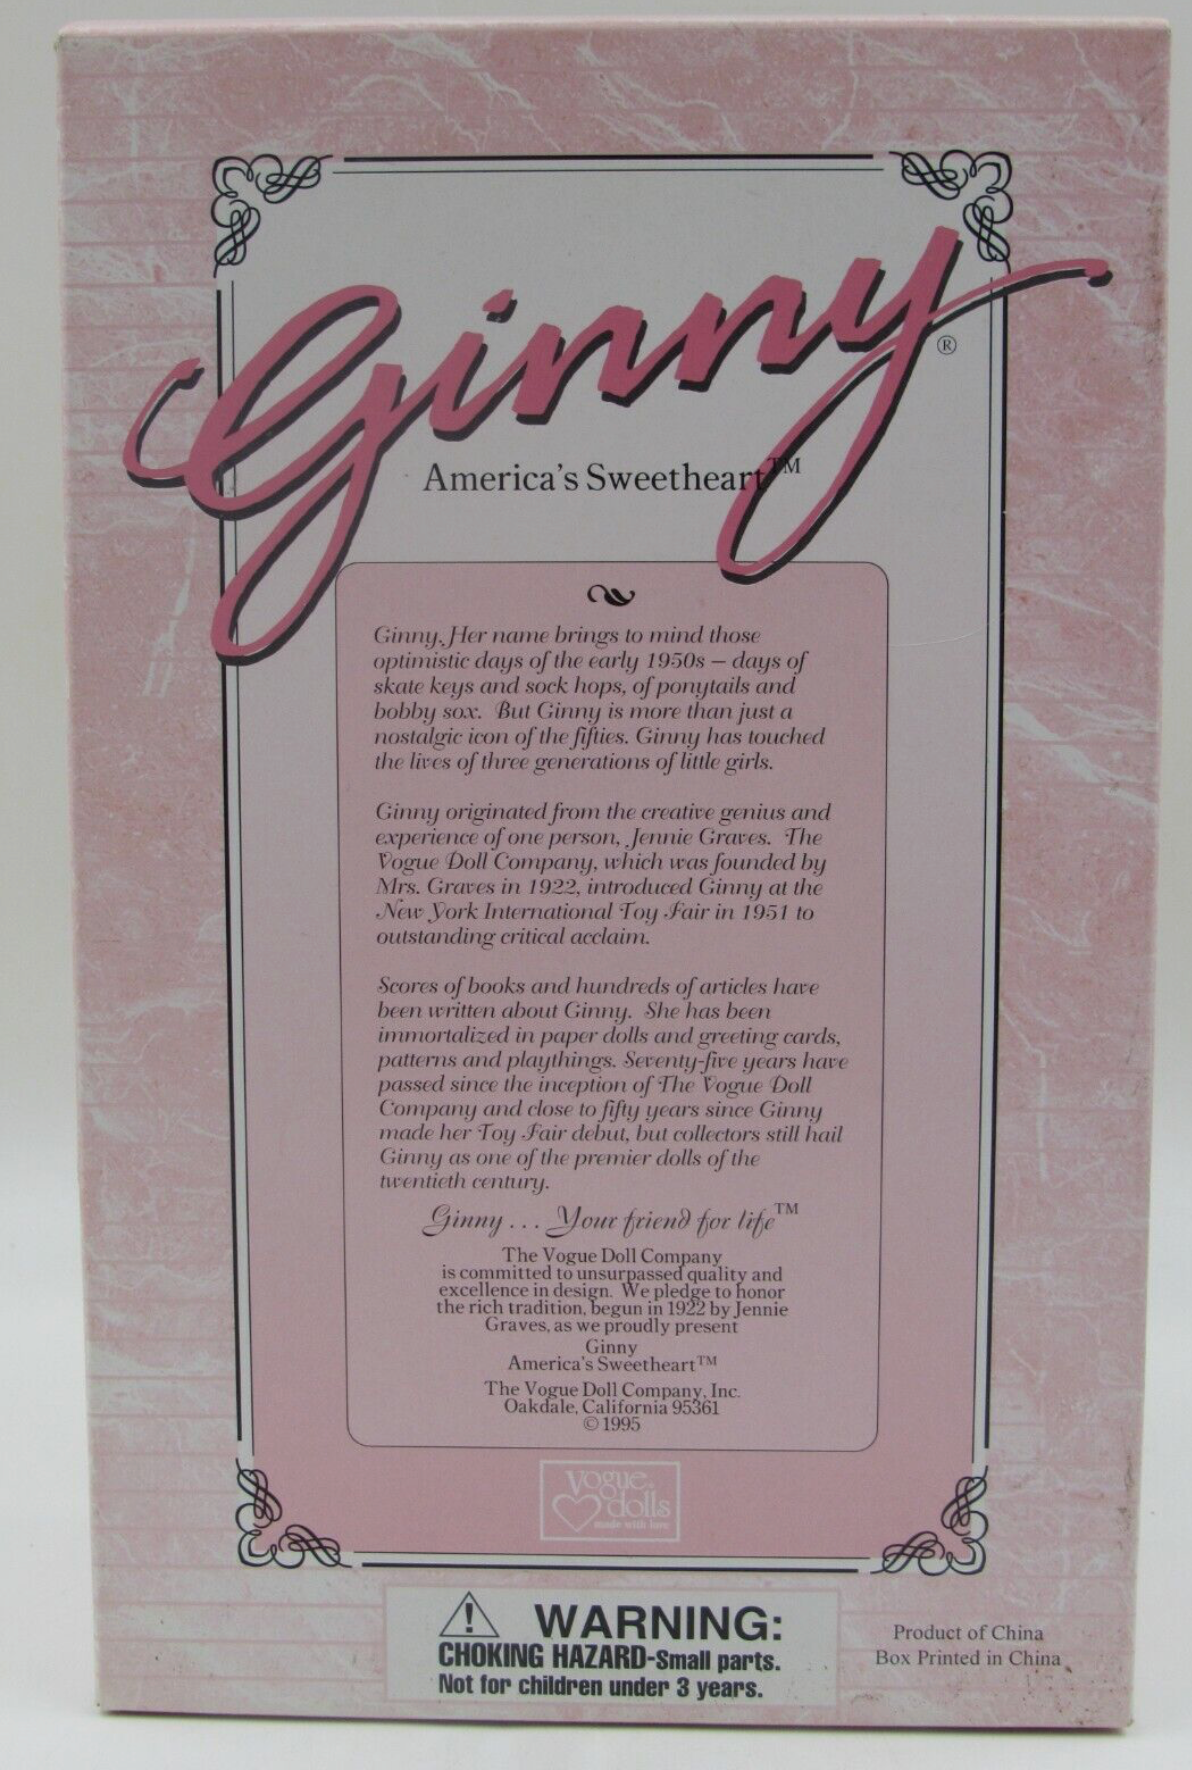 Ginny®
America's Sweetheart™
Ginny. Her name brings to mind those
optimistic days of the early 1950s – days of
skate keys and sock hops, of ponytails and
bobby sox. But Ginny is more than just a
nostalgic icon of the fifties. Ginny has touched
the lives of three generations of little girls.
Ginny originated from the creative genius and
experience of one person, Jennie Graves. The
Vogue Doll Company, which was founded by
Mrs. Graves in 1922, introduced Ginny at the
New York International Toy Fair in 1951 to
outstanding critical acclaim.
Scores of books and hundreds of articles have
been written about Ginny. She has been
immortalized in paper dolls and greeting cards,
patterns and playthings. Seventy-five years have
passed since the inception of The Vogue Doll
Company and close to fifty years since Ginny
made her Toy Fair debut, but collectors still hail
Ginny as one of the premier dolls of the
twentieth century.
Ginny . . . Your friend for life™
The Vogue Doll Company
is committed to unsurpassed quality and
excellence in design. We pledge to honor
the rich tradition, begun in 1922 by Jennie
Graves, as we proudly present
Ginny
America's Sweetheart™
The Vogue Doll Company, Inc.
Oakdale, California 95361
© 1995
Vogue
dolls
made with love
WARNING:
CHOKING HAZARD-Small parts.
Not for children under 3 years.
Product of China
Box Printed in China